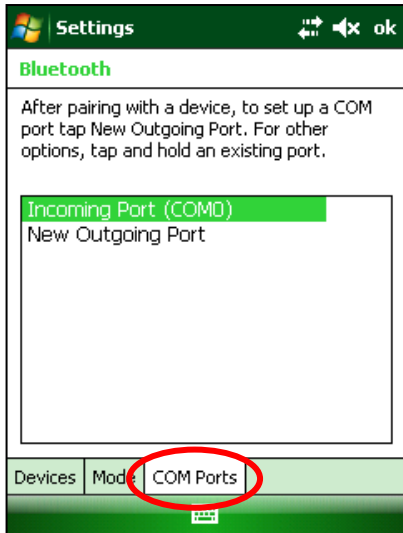 Settings ok
Bluetooth
After pairing with a device, to set up a COM
port tap New Outgoing Port. For other
options, tap and hold an existing port.
Incoming Port (COM0)
New Outgoing Port
Devices Mode COM Ports